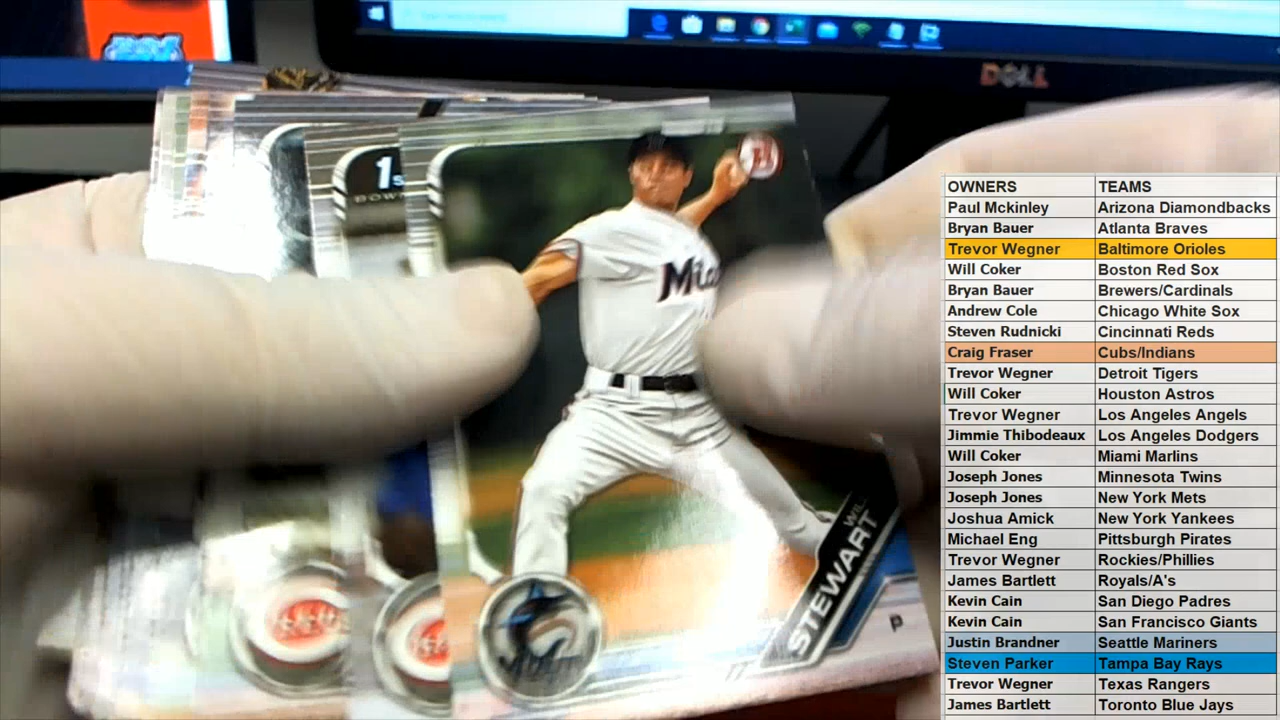 DELL
1s
BOW
Mia
WIL
STEWART
P
OWNERS TEAMS
Paul Mckinley Arizona Diamondbacks
Bryan Bauer Atlanta Braves
Trevor Wegner Baltimore Orioles
Will Coker Boston Red Sox
Bryan Bauer Brewers/Cardinals
Andrew Cole Chicago White Sox
Steven Rudnicki Cincinnati Reds
Craig Fraser Cubs/Indians
Trevor Wegner Detroit Tigers
Will Coker Houston Astros
Trevor Wegner Los Angeles Angels
Jimmie Thibodeaux Los Angeles Dodgers
Will Coker Miami Marlins
Joseph Jones Minnesota Twins
Joseph Jones New York Mets
Joshua Amick New York Yankees
Michael Eng Pittsburgh Pirates
Trevor Wegner Rockies/Phillies
James Bartlett Royals/A's
Kevin Cain San Diego Padres
Kevin Cain San Francisco Giants
Justin Brandner Seattle Mariners
Steven Parker Tampa Bay Rays
Trevor Wegner Texas Rangers
James Bartlett Toronto Blue Jays